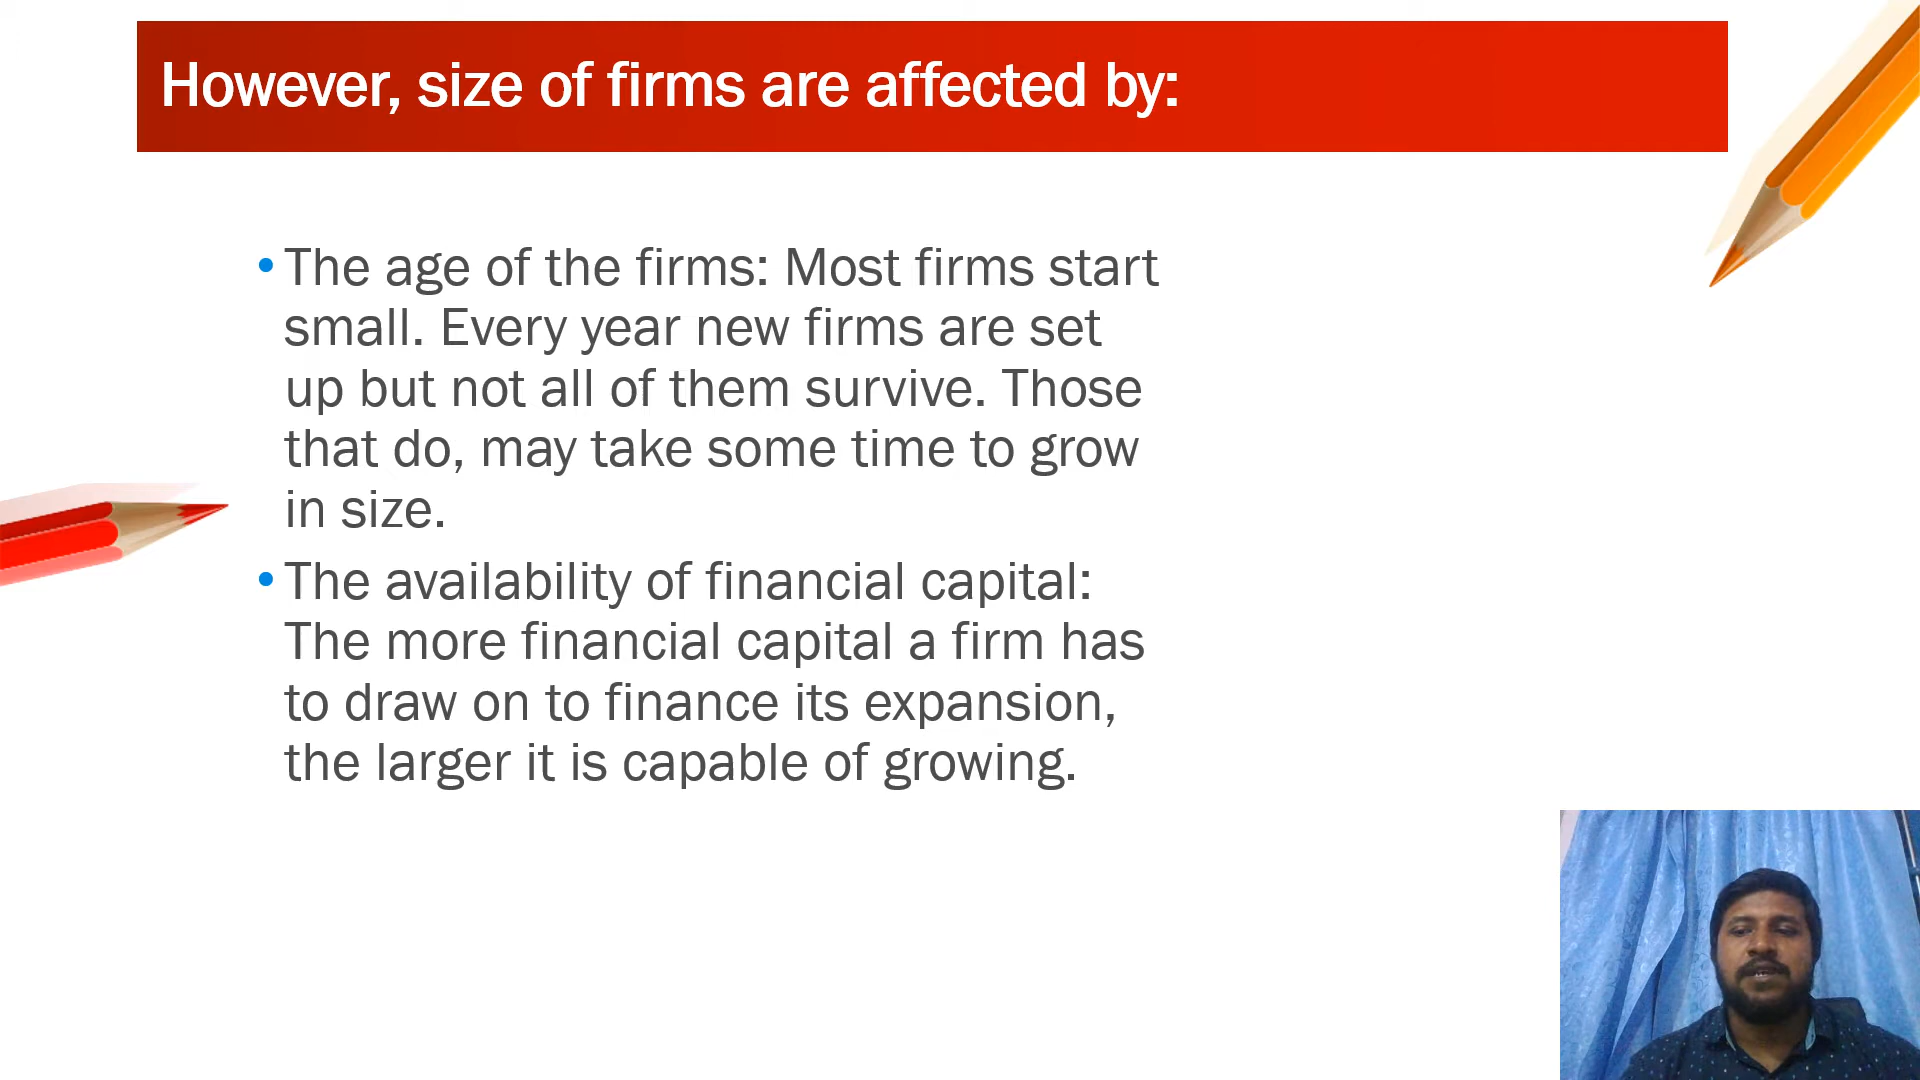 However, size of firms are affected by:
• The age of the firms: Most firms start
small. Every year new firms are set
up but not all of them survive. Those
that do, may take some time to grow
in size.
• The availability of financial capital:
The more financial capital a firm has
to draw on to finance its expansion,
the larger it is capable of growing.